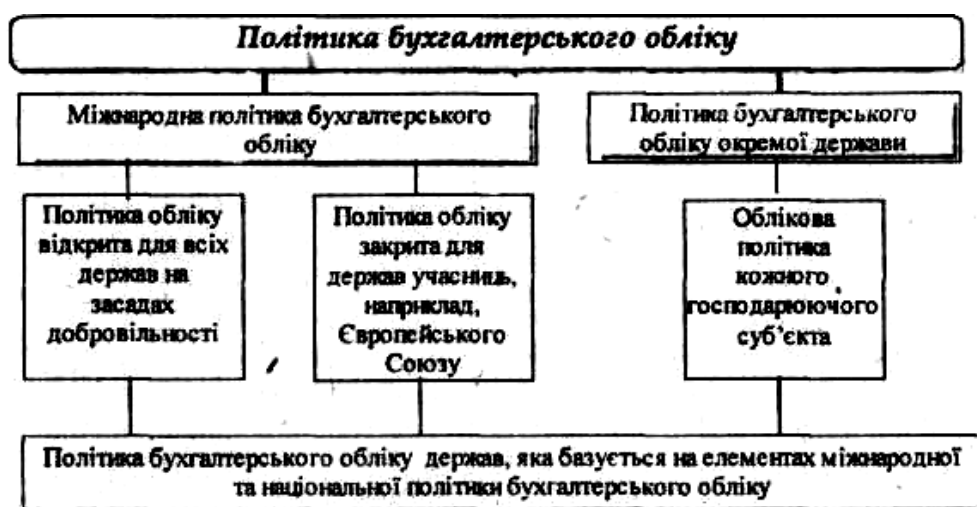 Політика бухгалтерського обліку
Міжнародна політика бухгалтерського
обліку
Політика бухгалтерського
обліку окремої держави
Політика обліку
відкрита для всіх
держав на
засадах
добровільності
Політика обліку
закрита для
держав учасниць,
наприклад,
Європейського
Союзу
Облікова
політика
кожного
господарюючого
суб’єкта
Політика бухгалтерського обліку держав, яка базується на елементах міжнародної
та національної політики бухгалтерського обліку